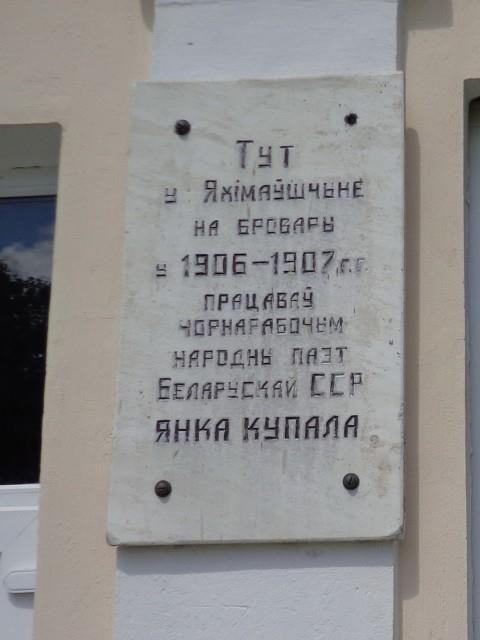 Тут
у Яхімаўшчыне
на бровары
у 1906–1907 г.г.
працаваў
чорнарабочым
народны паэт
Беларускай ССР
ЯНКА КУПАЛА